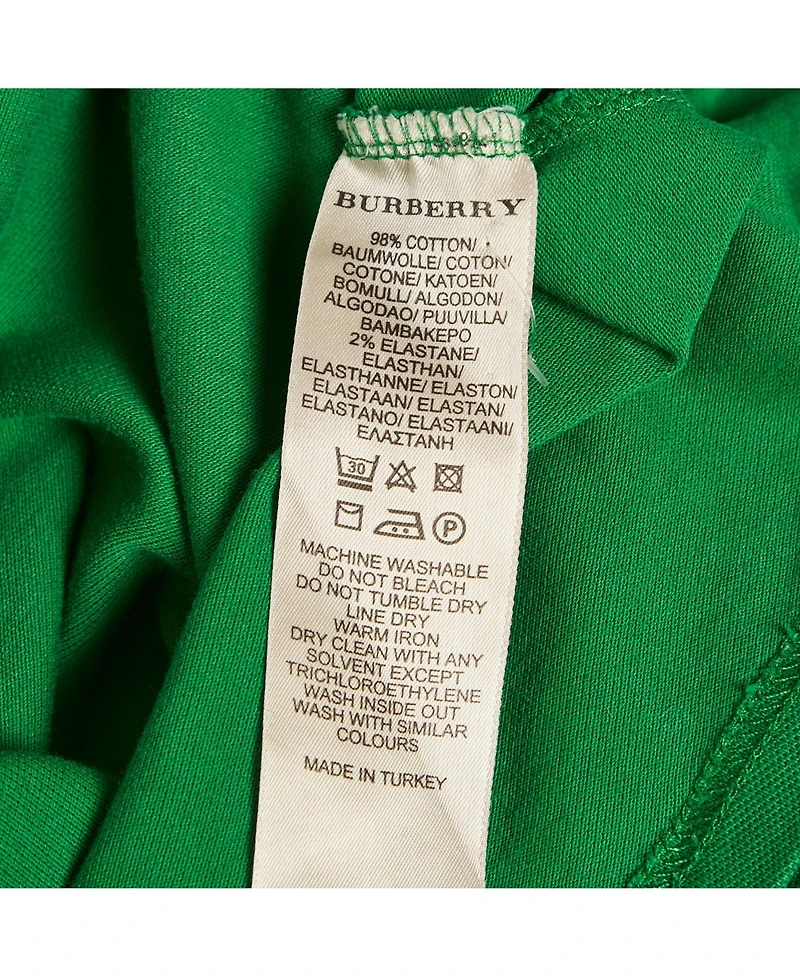 BURBERRY
98% COTTON/
BAUMWOLLE/ COTON/
COTONE/ KATOEN/
BOMULL/ ALGODON/
ALGODAO/ PUUVILLA/
BAMBAKEPO
2% ELASTANE/
ELASTHAN/
ELASTHANNE/ ELASTON/
ELASTAAN/ ELASTAN/
ELASTANO/ ELASTAANI/
ΕΛΑΣΤΑΝΗ
30
P
MACHINE WASHABLE
DO NOT BLEACH
DO NOT TUMBLE DRY
LINE DRY
WARM IRON
DRY CLEAN WITH ANY
SOLVENT EXCEPT
TRICHLOROETHYLENE
WASH INSIDE OUT
WASH WITH SIMILAR
COLOURS
MADE IN TURKEY